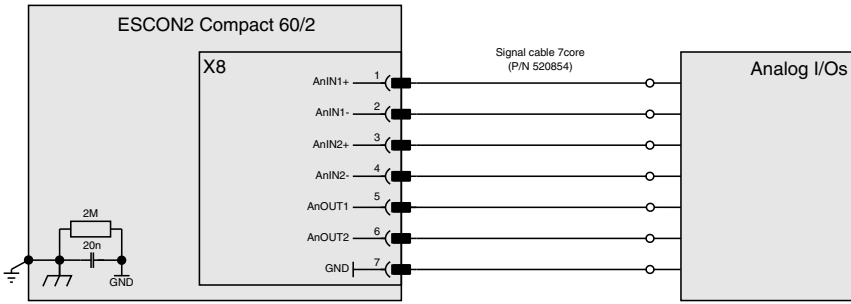 ESCON2 Compact 60/2
X8
Signal cable 7core
(P/N 520854)
Analog I/Os
AnIN1+ 1
AnIN1- 2
AnIN2+ 3
AnIN2- 4
AnOUT1 5
AnOUT2 6
GND 7
2M
20n
GND